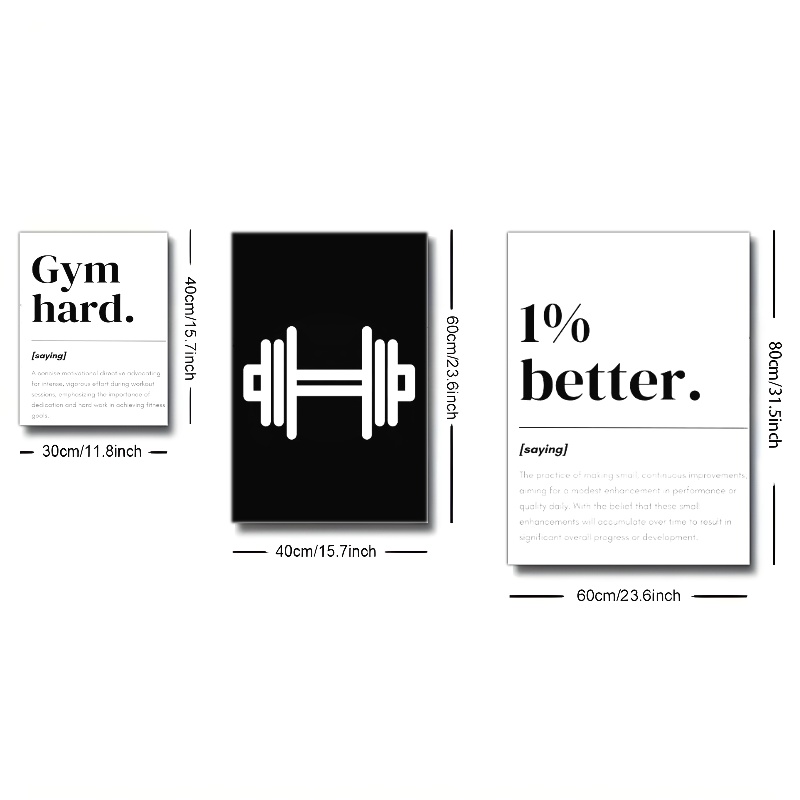 Gym
hard.
[saying]
A concise motivational directive advocating
for intense, vigorous effort during workout
sessions, emphasizing the importance of
dedication and hard work in achieving fitness
goals.
40cm/15.7inch
30cm/11.8inch
60cm/23.6inch
40cm/15.7inch
1%
better.
[saying]
The practice of making small, continuous improvements,
aiming for a modest enhancement in performance or
quality daily. With the belief that these small
enhancements will accumulate over time to result in
significant overall progress or development.
80cm/31.5inch
60cm/23.6inch